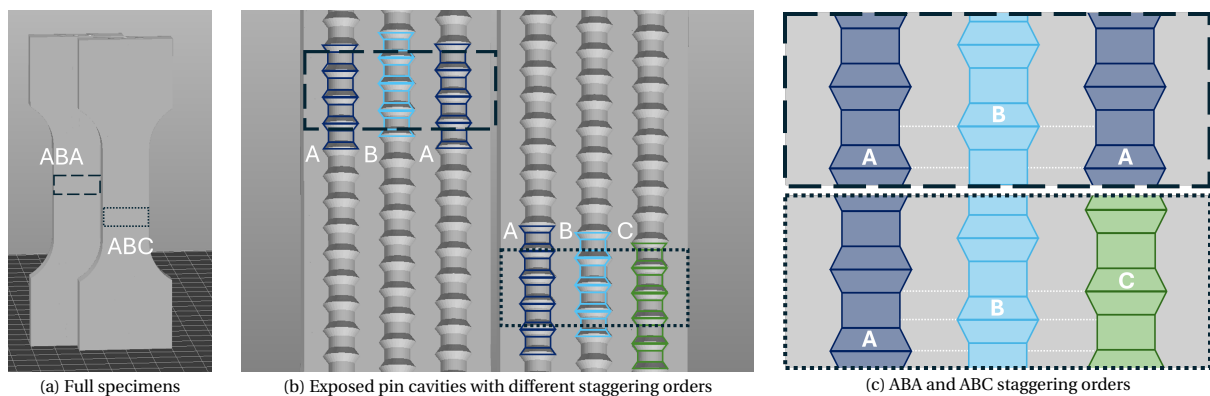 ABA
ABC
A
B
A
A
B
C
B
A
A
C
B
A
(a) Full specimens
(b) Exposed pin cavities with different staggering orders
(c) ABA and ABC staggering orders